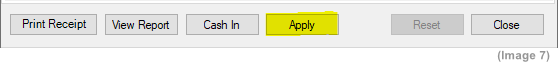 Print Receipt View Report Cash In Apply Reset Close
(Image 7)